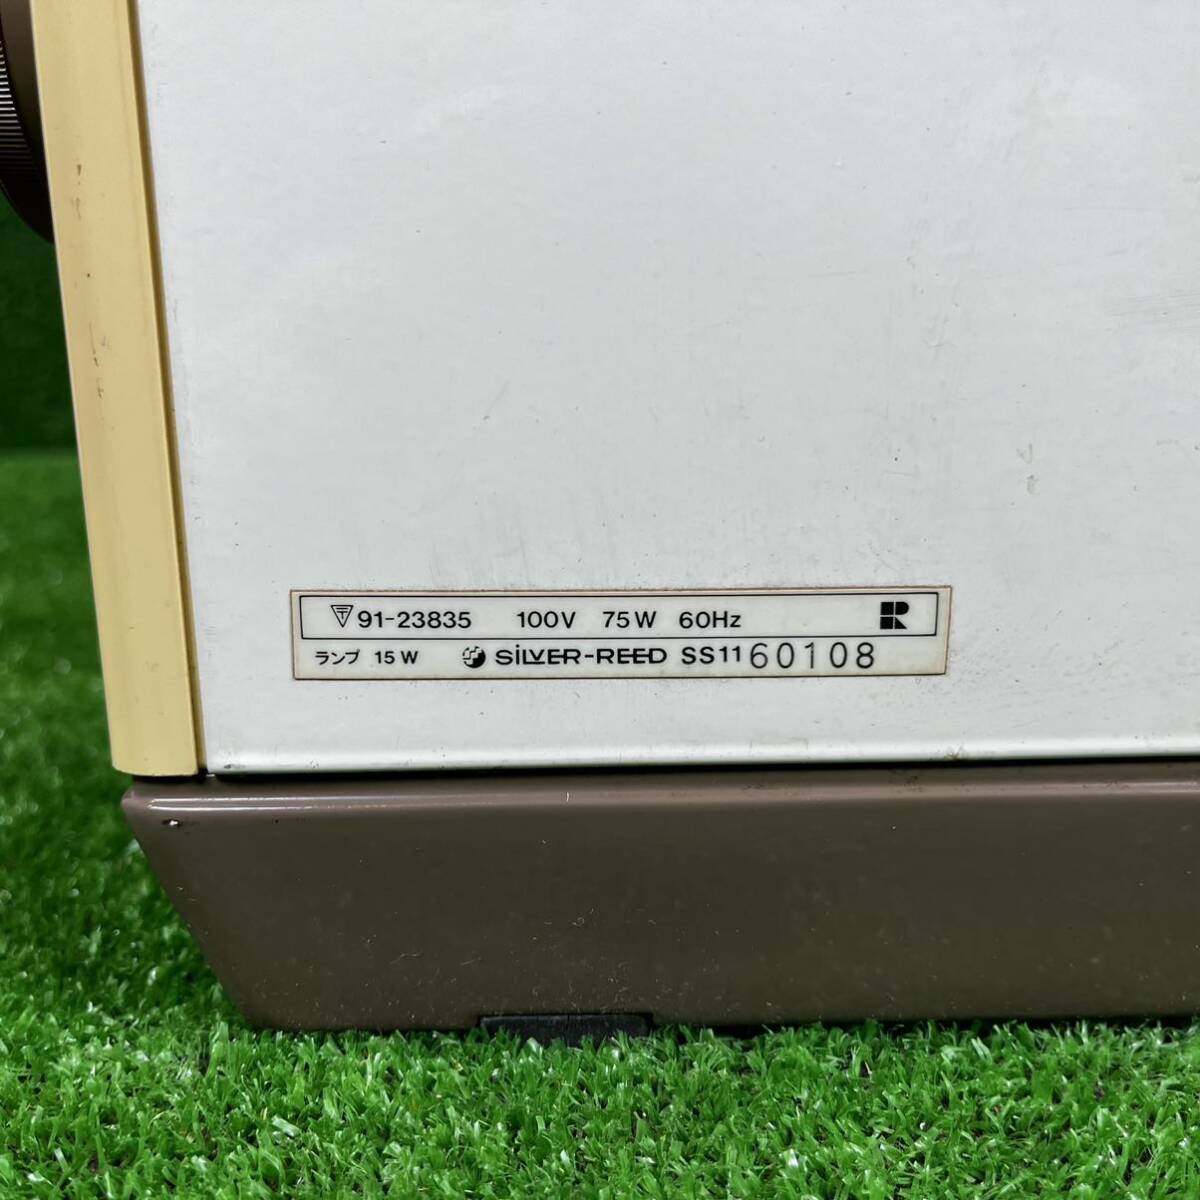 〒91-23835 100V 75W 60Hz
ランプ 15W SiLVER-REED SS11 60108